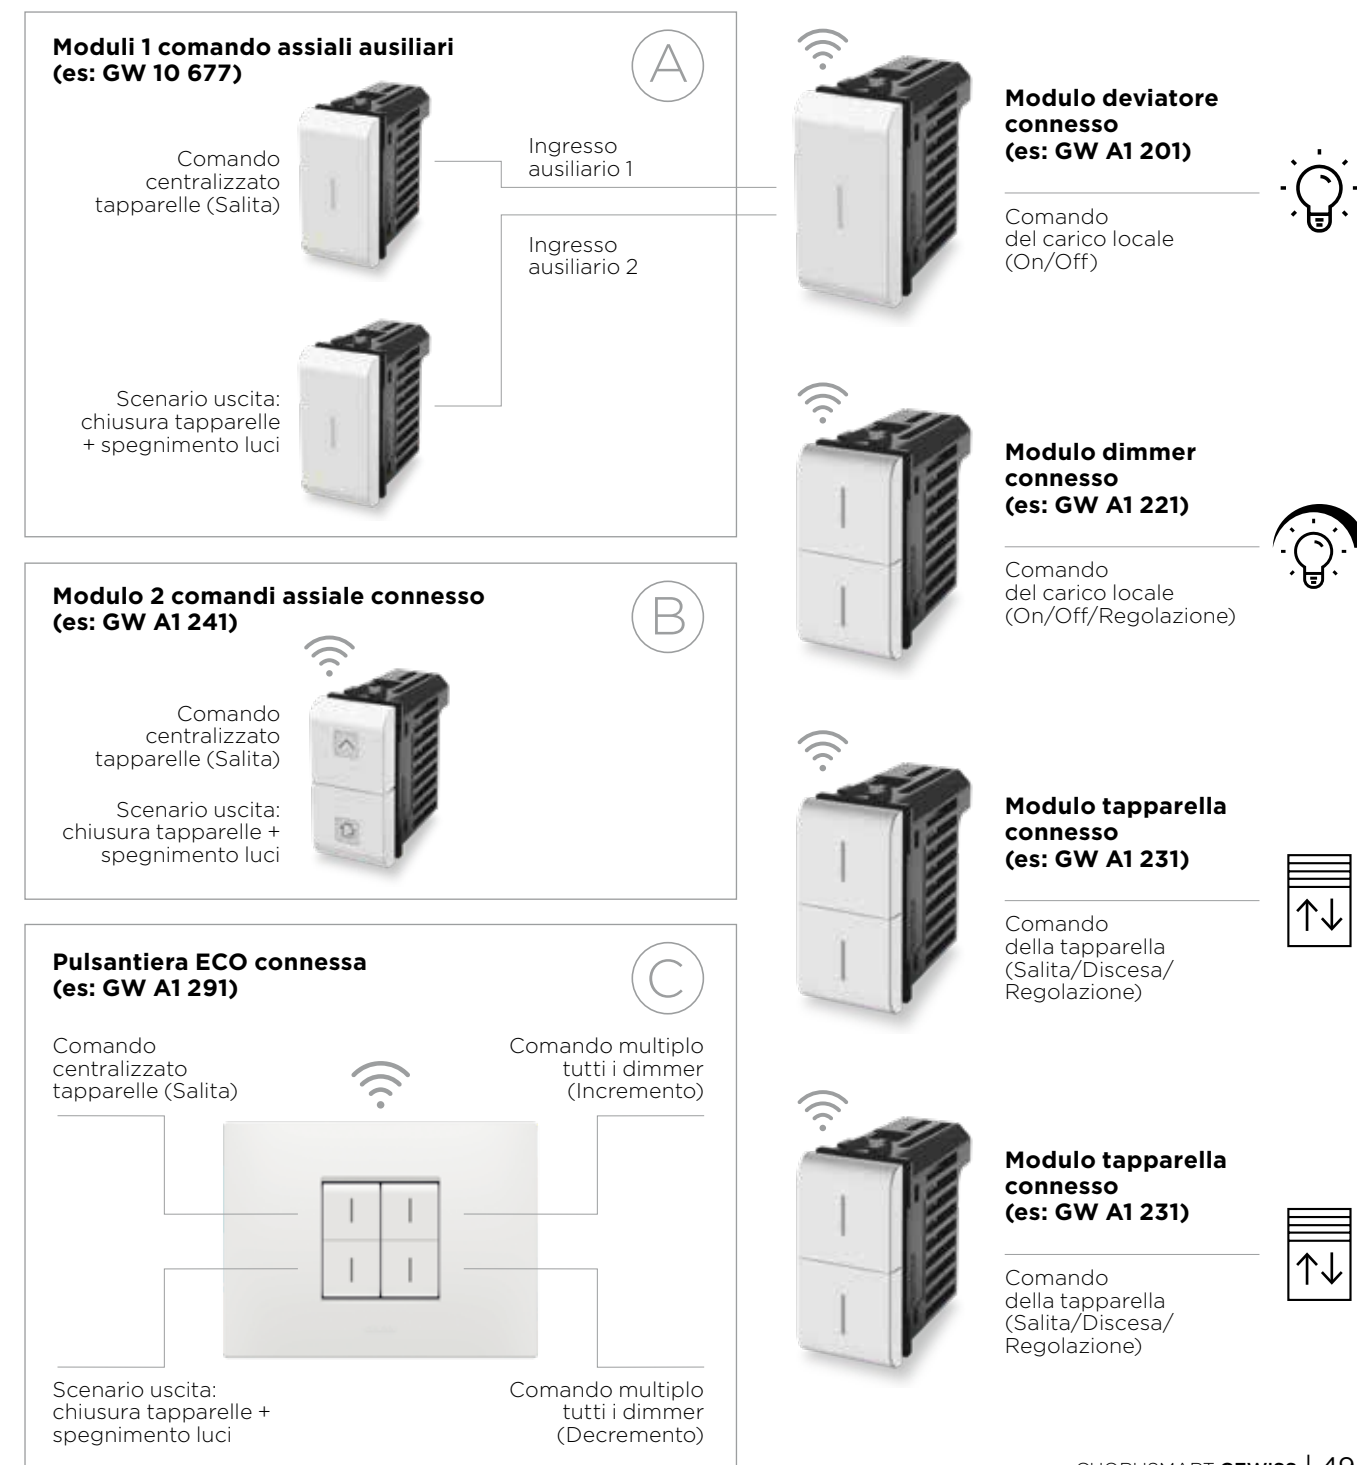 Moduli 1 comando assiali ausiliari
(es: GW 10 677)
A
Comando
centralizzato
tapparelle (Salita)
Ingresso
ausiliario 1
Ingresso
ausiliario 2
Scenario uscita:
chiusura tapparelle
+ spegnimento luci
Modulo deviatore
connesso
(es: GW A1 201)
Comando
del carico locale
(On/Off)
Modulo dimmer
connesso
(es: GW A1 221)
Comando
del carico locale
(On/Off/Regolazione)
Modulo 2 comandi assiale connesso
(es: GW A1 241)
B
Comando
centralizzato
tapparelle (Salita)
Scenario uscita:
chiusura tapparelle +
spegnimento luci
Modulo tapparella
connesso
(es: GW A1 231)
Comando
della tapparella
(Salita/Discesa/
Regolazione)
Pulsantiera ECO connessa
(es: GW A1 291)
C
Comando
centralizzato
tapparelle (Salita)
Comando multiplo
tutti i dimmer
(Incremento)
Scenario uscita:
chiusura tapparelle +
spegnimento luci
Comando multiplo
tutti i dimmer
(Decremento)
Modulo tapparella
connesso
(es: GW A1 231)
Comando
della tapparella
(Salita/Discesa/
Regolazione)